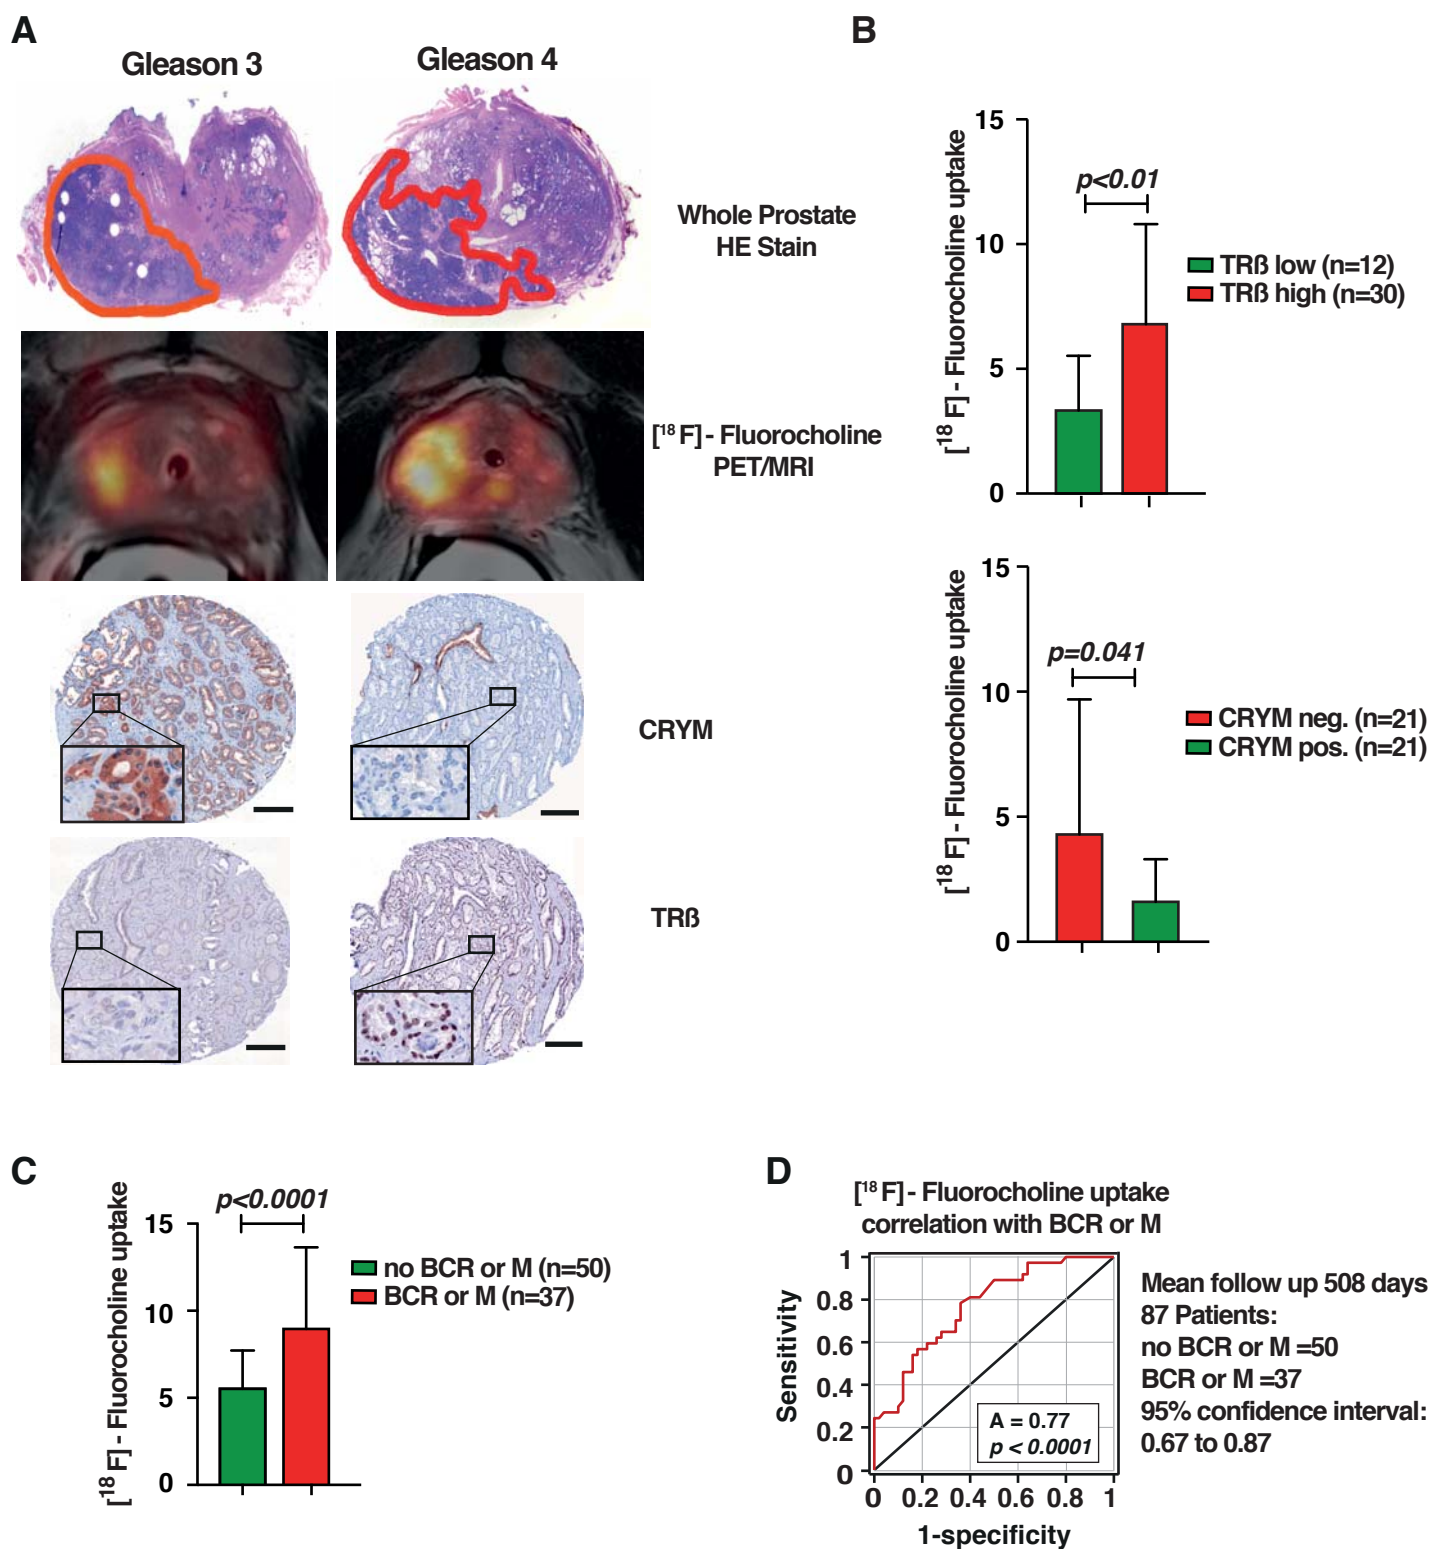 A
Gleason 3
Gleason 4
Whole Prostate
HE Stain
[¹⁸F] - Fluorocholine
PET/MRI
CRYM
TRß
B
[¹⁸F] - Fluorocholine uptake
15
10
5
0
p<0.01
TRß low (n=12)
TRß high (n=30)
[¹⁸F] - Fluorocholine uptake
15
10
5
0
p=0.041
CRYM neg. (n=21)
CRYM pos. (n=21)
C
[¹⁸F] - Fluorocholine uptake
15
10
5
0
p<0.0001
no BCR or M (n=50)
BCR or M (n=37)
D
[¹⁸F] - Fluorocholine uptake
correlation with BCR or M
Sensitivity
1
0.8
0.6
0.4
0.2
0
A = 0.77
p < 0.0001
0 0.2 0.4 0.6 0.8 1
1-specificity
Mean follow up 508 days
87 Patients:
no BCR or M =50
BCR or M =37
95% confidence interval:
0.67 to 0.87